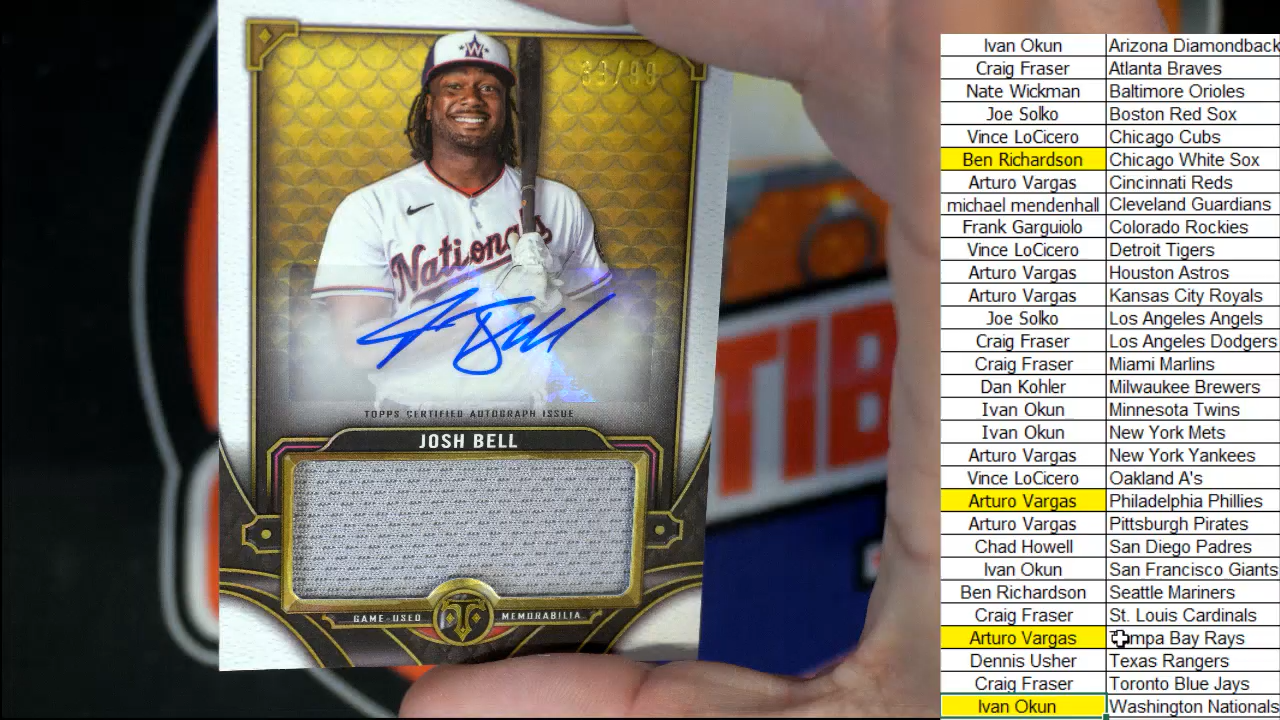 W
Nationals
TOPPS CERTIFIED AUTOGRAPH ISSUE
JOSH BELL
GAME-USED MEMORABILIA
TIB
Ivan Okun Arizona Diamondback
Craig Fraser Atlanta Braves
Nate Wickman Baltimore Orioles
Joe Solko Boston Red Sox
Vince LoCicero Chicago Cubs
Ben Richardson Chicago White Sox
Arturo Vargas Cincinnati Reds
michael mendenhall Cleveland Guardians
Frank Garguiolo Colorado Rockies
Vince LoCicero Detroit Tigers
Arturo Vargas Houston Astros
Arturo Vargas Kansas City Royals
Joe Solko Los Angeles Angels
Craig Fraser Los Angeles Dodgers
Craig Fraser Miami Marlins
Dan Kohler Milwaukee Brewers
Ivan Okun Minnesota Twins
Ivan Okun New York Mets
Arturo Vargas New York Yankees
Vince LoCicero Oakland A's
Arturo Vargas Philadelphia Phillies
Arturo Vargas Pittsburgh Pirates
Chad Howell San Diego Padres
Ivan Okun San Francisco Giants
Ben Richardson Seattle Mariners
Craig Fraser St. Louis Cardinals
Arturo Vargas Tampa Bay Rays
Dennis Usher Texas Rangers
Craig Fraser Toronto Blue Jays
Ivan Okun Washington Nationals